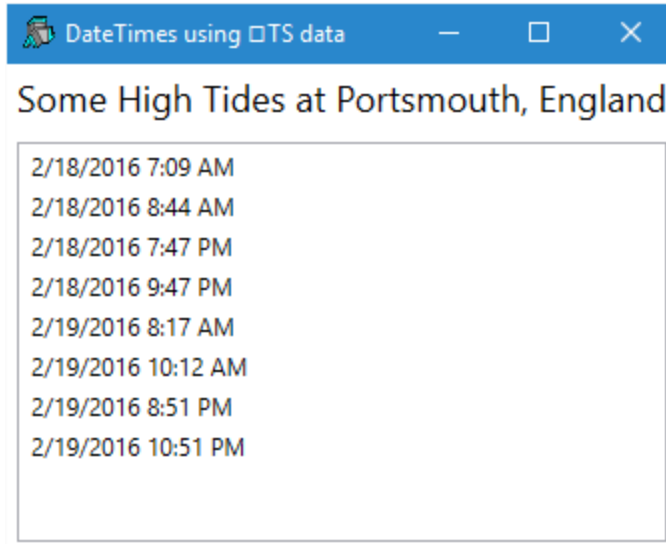 DateTimes using ⎕TS data
Some High Tides at Portsmouth, England
2/18/2016 7:09 AM
2/18/2016 8:44 AM
2/18/2016 7:47 PM
2/18/2016 9:47 PM
2/19/2016 8:17 AM
2/19/2016 10:12 AM
2/19/2016 8:51 PM
2/19/2016 10:51 PM